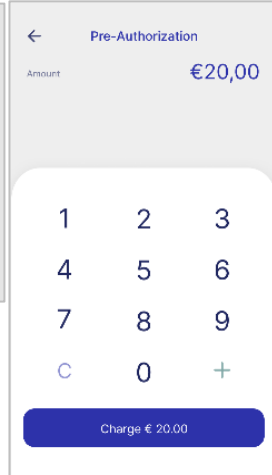 ← Pre-Authorization
Amount €20,00
1 2 3
4 5 6
7 8 9
C 0 +
Charge € 20.00